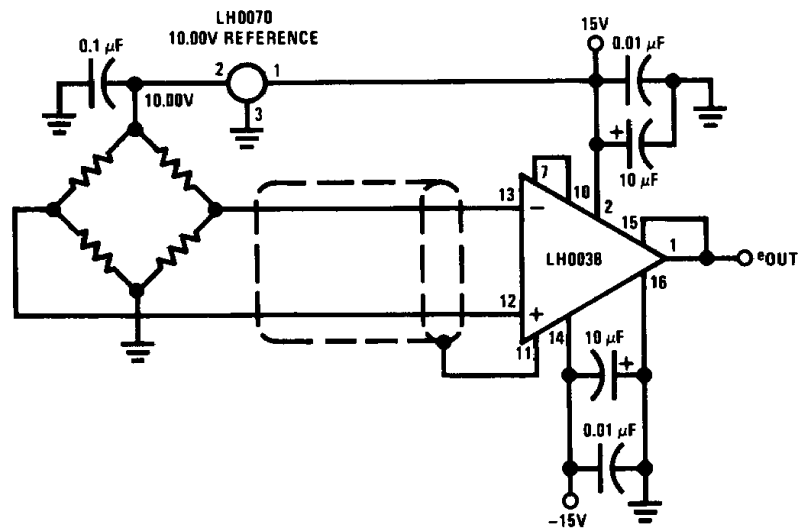 LH0070
10.00V REFERENCE
0.1 μF
2
1
3
10.00V
15V
0.01 μF
+
10 μF
7
10
2
13
−
LH0038
15
1
eOUT
16
12
+
11
14
10 μF
+
0.01 μF
-15V